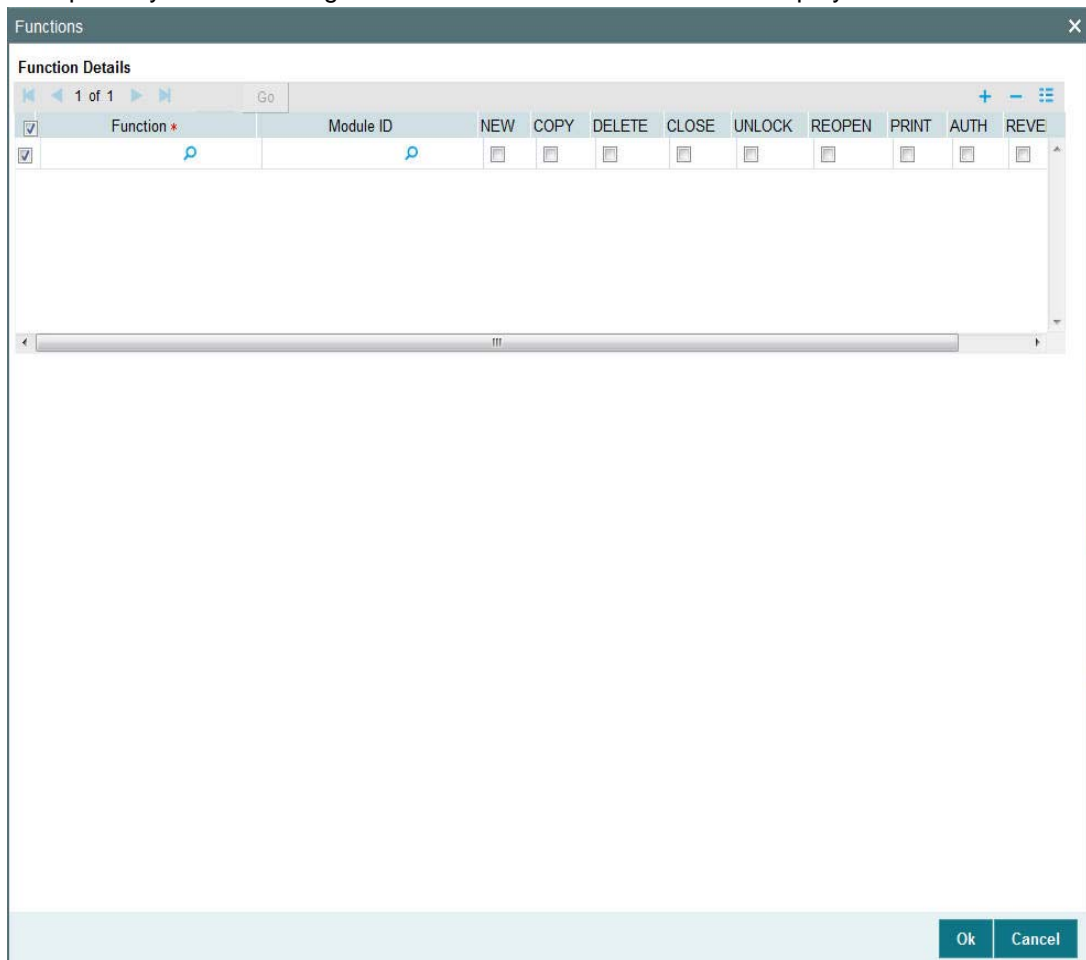 Functions
Function Details
1 of 1 Go
Function * Module ID NEW COPY DELETE CLOSE UNLOCK REOPEN PRINT AUTH REVE
Ok Cancel